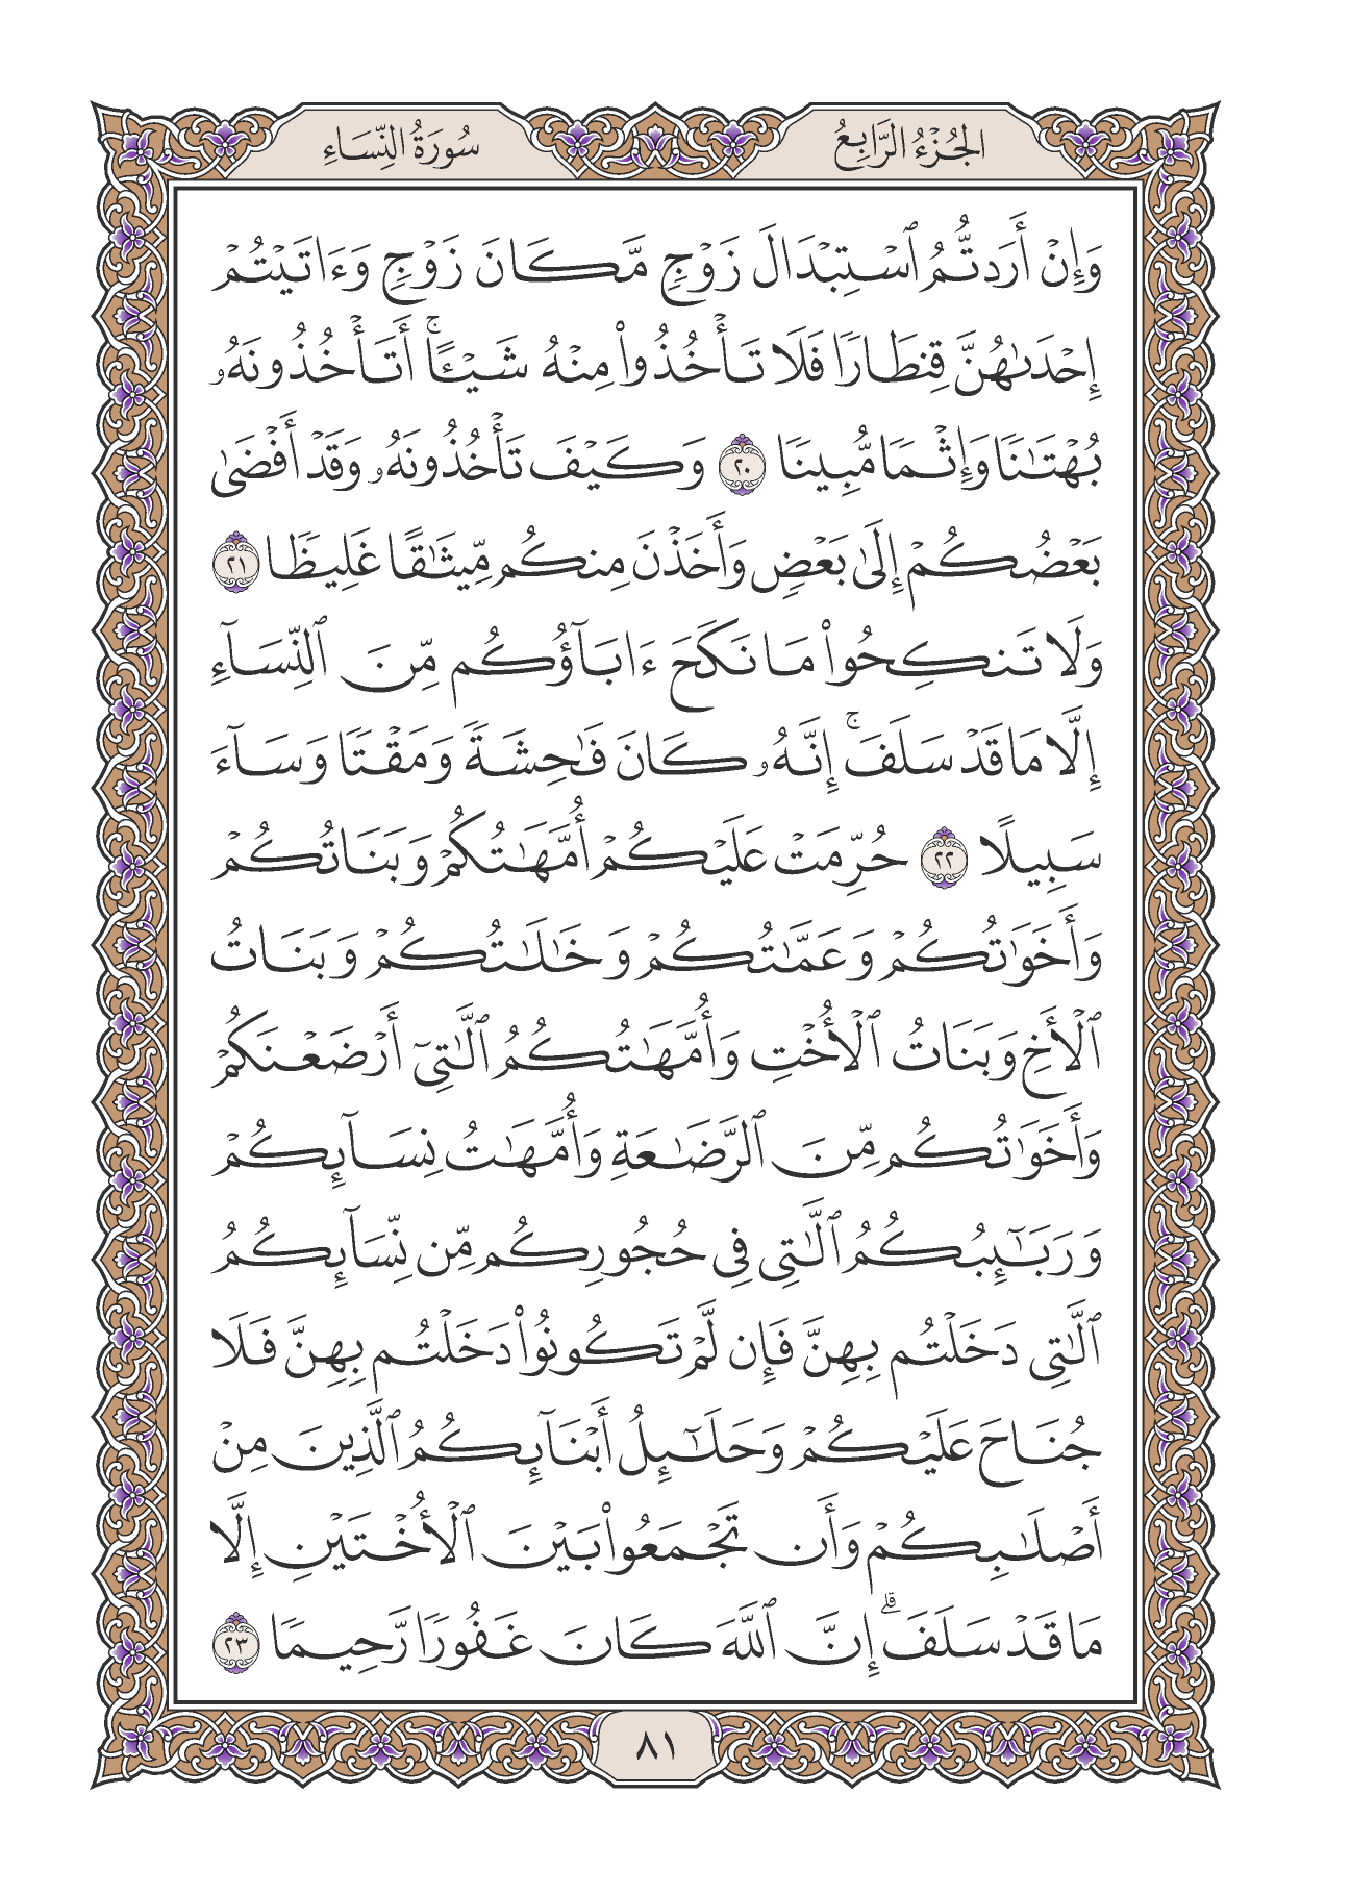 الجُزْءُ الرَّابِعُ
سُورَةُ النِّسَاءِ
وَإِنْ أَرَدتُّمُ ٱسْتِبْدَالَ زَوْجٍ مَّكَانَ زَوْجٍ وَءَاتَيْتُمْ
إِحْدَىٰهُنَّ قِنطَارًا فَلَا تَأْخُذُوا۟ مِنْهُ شَيْـًٔا ۚ أَتَأْخُذُونَهُۥ
بُهْتَـٰنًا وَإِثْمًا مُّبِينًا ٢٠ وَكَيْفَ تَأْخُذُونَهُۥ وَقَدْ أَفْضَىٰ
بَعْضُكُمْ إِلَىٰ بَعْضٍ وَأَخَذْنَ مِنكُم مِّيثَـٰقًا غَلِيظًا ٢١
وَلَا تَنكِحُوا۟ مَا نَكَحَ ءَابَآؤُكُم مِّنَ ٱلنِّسَآءِ
إِلَّا مَا قَدْ سَلَفَ ۚ إِنَّهُۥ كَانَ فَـٰحِشَةً وَمَقْتًا وَسَآءَ
سَبِيلًا ٢٢ حُرِّمَتْ عَلَيْكُمْ أُمَّهَـٰتُكُمْ وَبَنَاتُكُمْ
وَأَخَوَٰتُكُمْ وَعَمَّـٰتُكُمْ وَخَـٰلَـٰتُكُمْ وَبَنَاتُ
ٱلْأَخِ وَبَنَاتُ ٱلْأُخْتِ وَأُمَّهَـٰتُكُمُ ٱلَّـٰتِىٓ أَرْضَعْنَكُمْ
وَأَخَوَٰتُكُم مِّنَ ٱلرَّضَـٰعَةِ وَأُمَّهَـٰتُ نِسَآئِكُمْ
وَرَبَـٰٓئِبُكُمُ ٱلَّـٰتِى فِى حُجُورِكُم مِّن نِّسَآئِكُمُ
ٱلَّـٰتِى دَخَلْتُم بِهِنَّ فَإِن لَّمْ تَكُونُوا۟ دَخَلْتُم بِهِنَّ فَلَا
جُنَاحَ عَلَيْكُمْ وَحَلَـٰٓئِلُ أَبْنَآئِكُمُ ٱلَّذِينَ مِنْ
أَصْلَـٰبِكُمْ وَأَن تَجْمَعُوا۟ بَيْنَ ٱلْأُخْتَيْنِ إِلَّا
مَا قَدْ سَلَفَ ۗ إِنَّ ٱللَّهَ كَانَ غَفُورًا رَّحِيمًا ٢٣
٨١